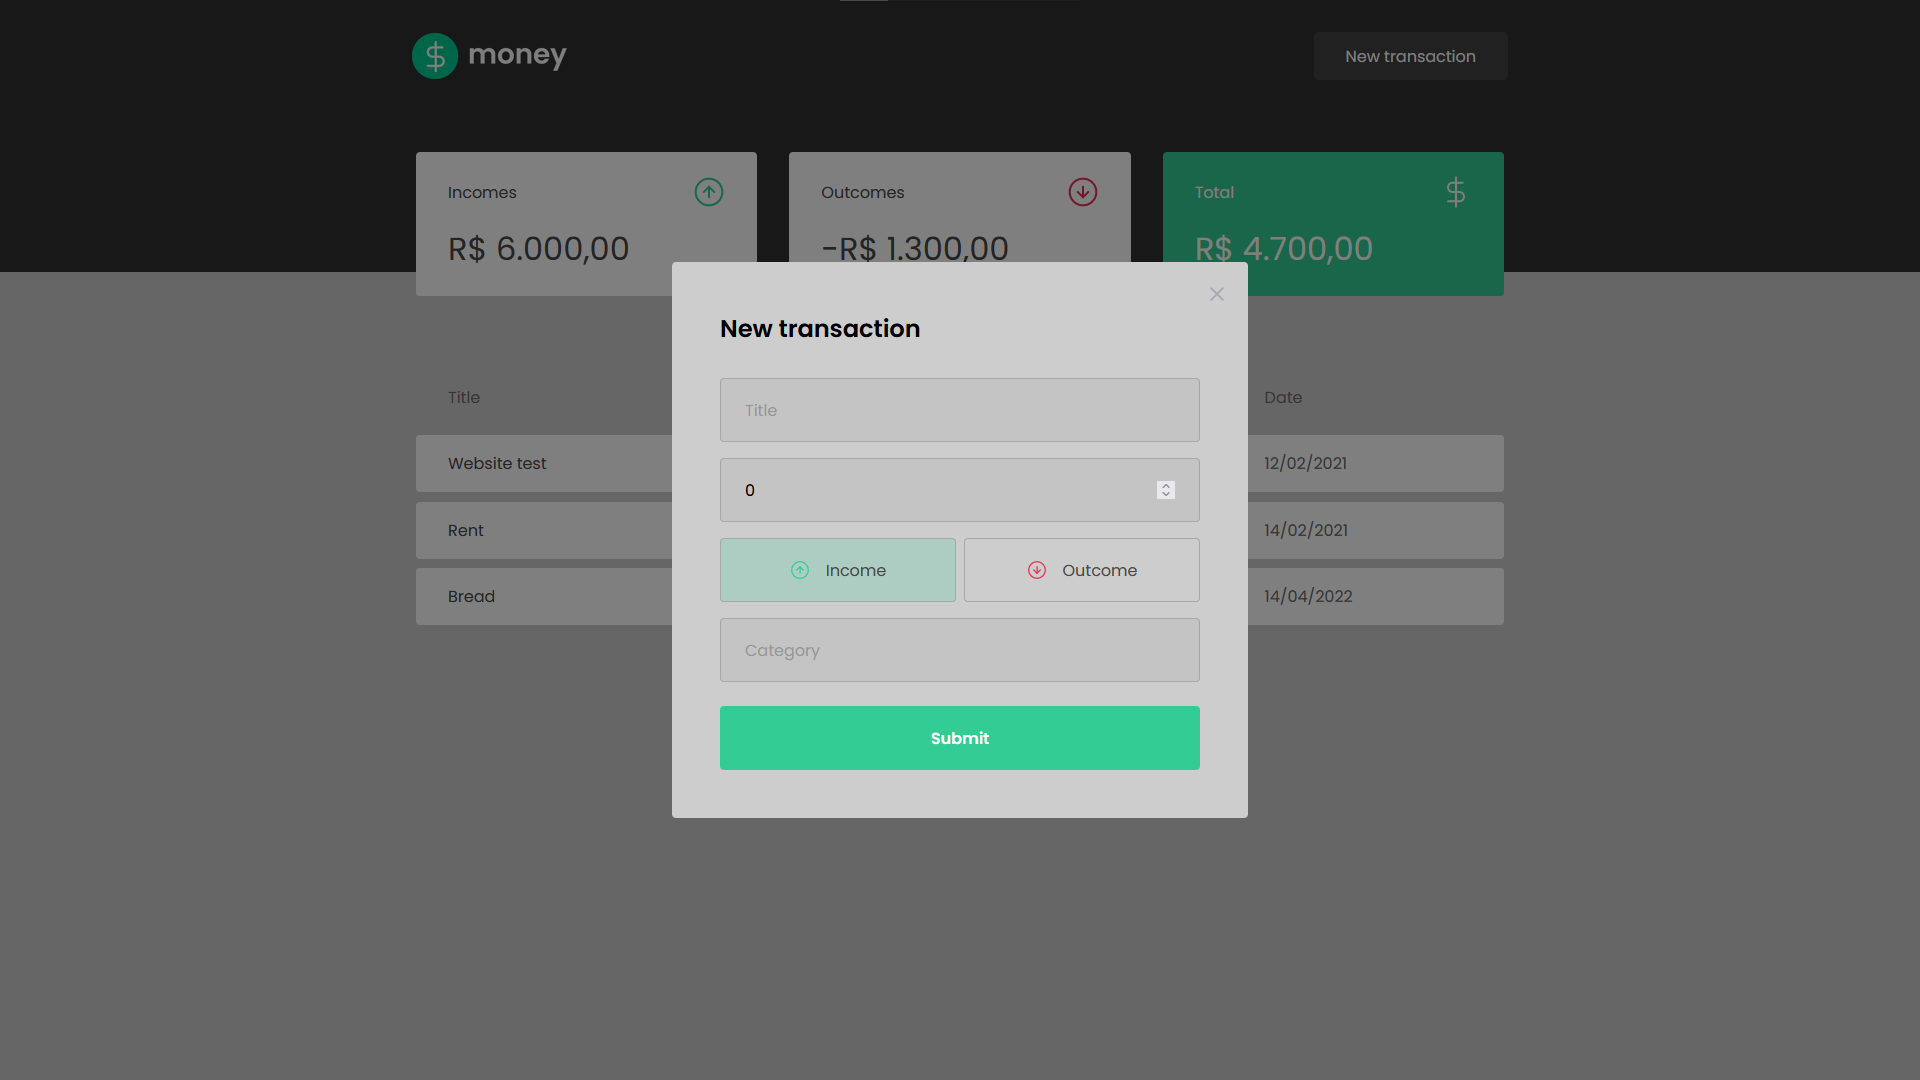 money
New transaction
Incomes
R$ 6.000,00
Outcomes
-R$ 1.300,00
Total
R$ 4.700,00
New transaction
Title
0
Income
Outcome
Category
Submit
Title
Date
Website test
12/02/2021
Rent
14/02/2021
Bread
14/04/2022